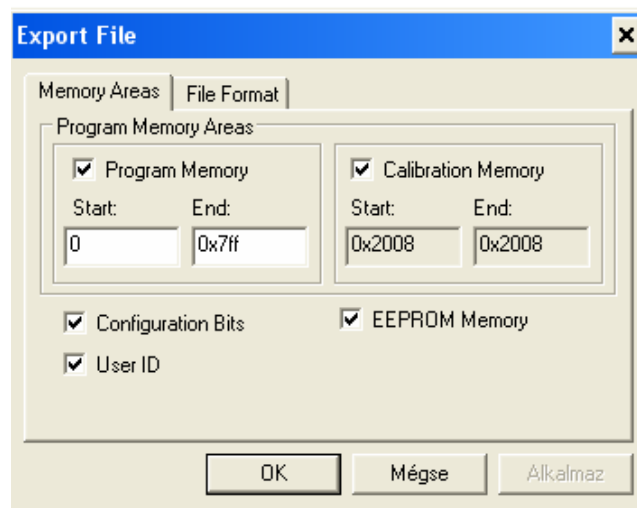 Export File
Memory Areas File Format
Program Memory Areas
Program Memory Calibration Memory
Start: End: Start: End:
0 0x7ff 0x2008 0x2008
Configuration Bits EEPROM Memory
User ID
OK Mégse Alkalmaz